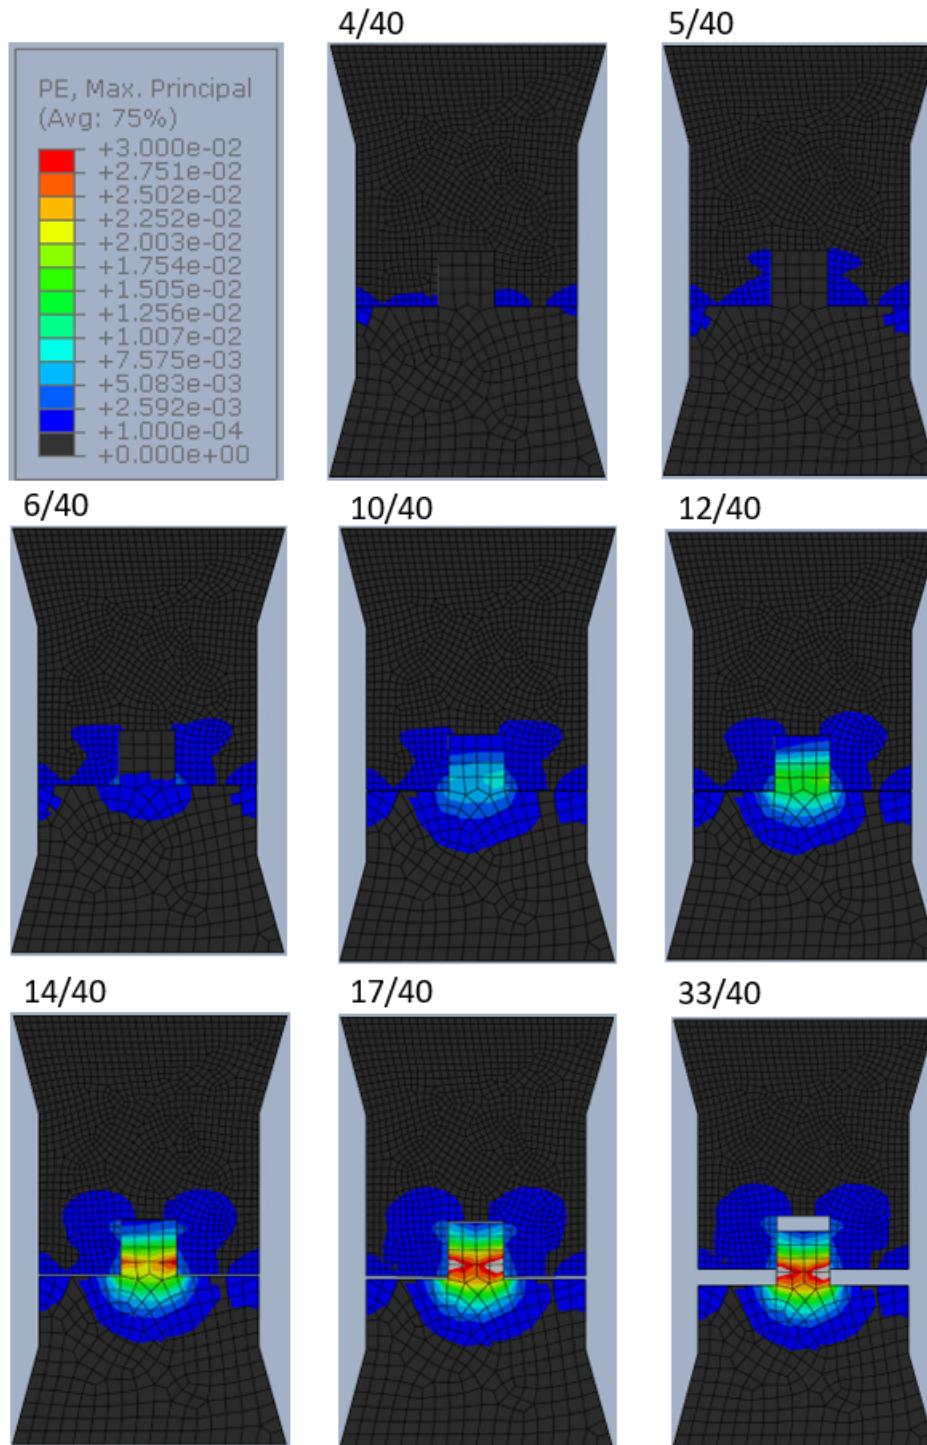 4/40
5/40
PE, Max. Principal
(Avg: 75%)
+3.000e-02
+2.751e-02
+2.502e-02
+2.252e-02
+2.003e-02
+1.754e-02
+1.505e-02
+1.256e-02
+1.007e-02
+7.575e-03
+5.083e-03
+2.592e-03
+1.000e-04
+0.000e+00
6/40
10/40
12/40
14/40
17/40
33/40